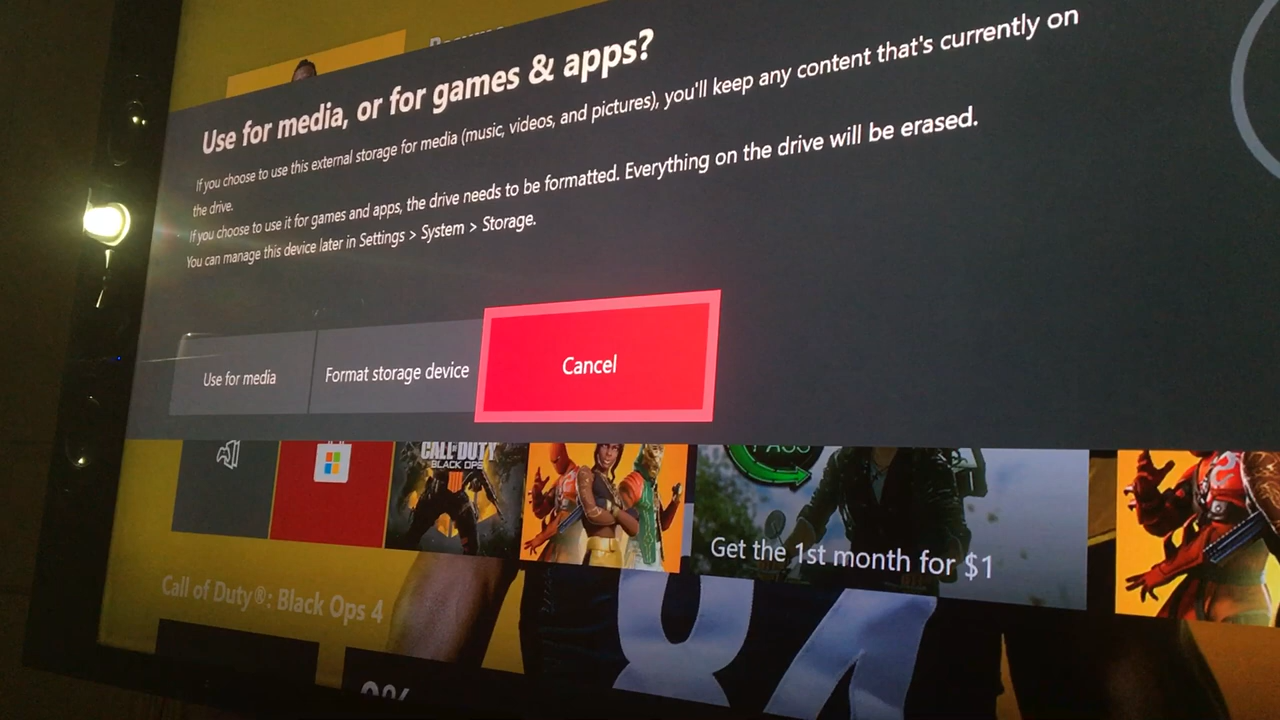 Use for media, or for games & apps?
If you choose to use this external storage for media (music, videos, and pictures), you'll keep any content that's currently on
the drive.
If you choose to use it for games and apps, the drive needs to be formatted. Everything on the drive will be erased.
You can manage this device later in Settings > System > Storage.
Use for media
Format storage device
Cancel
CALL OF DUTY
BLACK OPS
PASS
Get the 1st month for $1
Call of Duty®: Black Ops 4